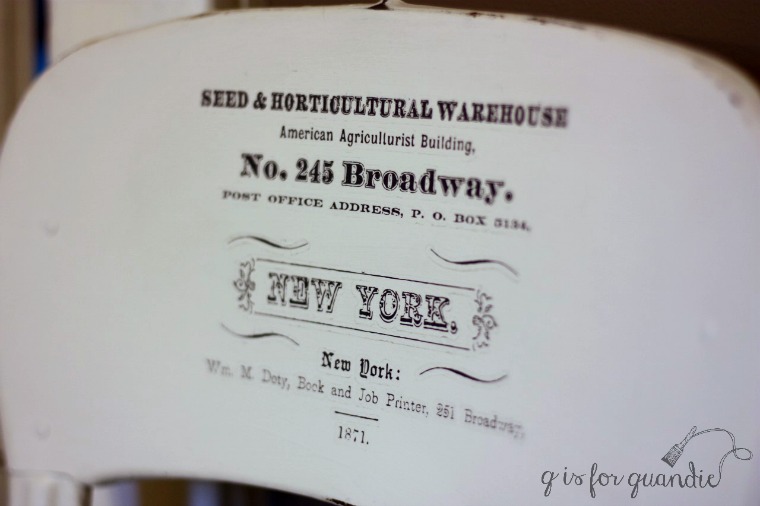 SEED & HORTICULTURAL WAREHOUSE
American Agriculturist Building,
No. 245 Broadway.
POST OFFICE ADDRESS, P. O. BOX 5134,
NEW YORK.
New York:
Wm. M. Doty, Book and Job Printer, 251 Broadway,
1871.
q is for quandie